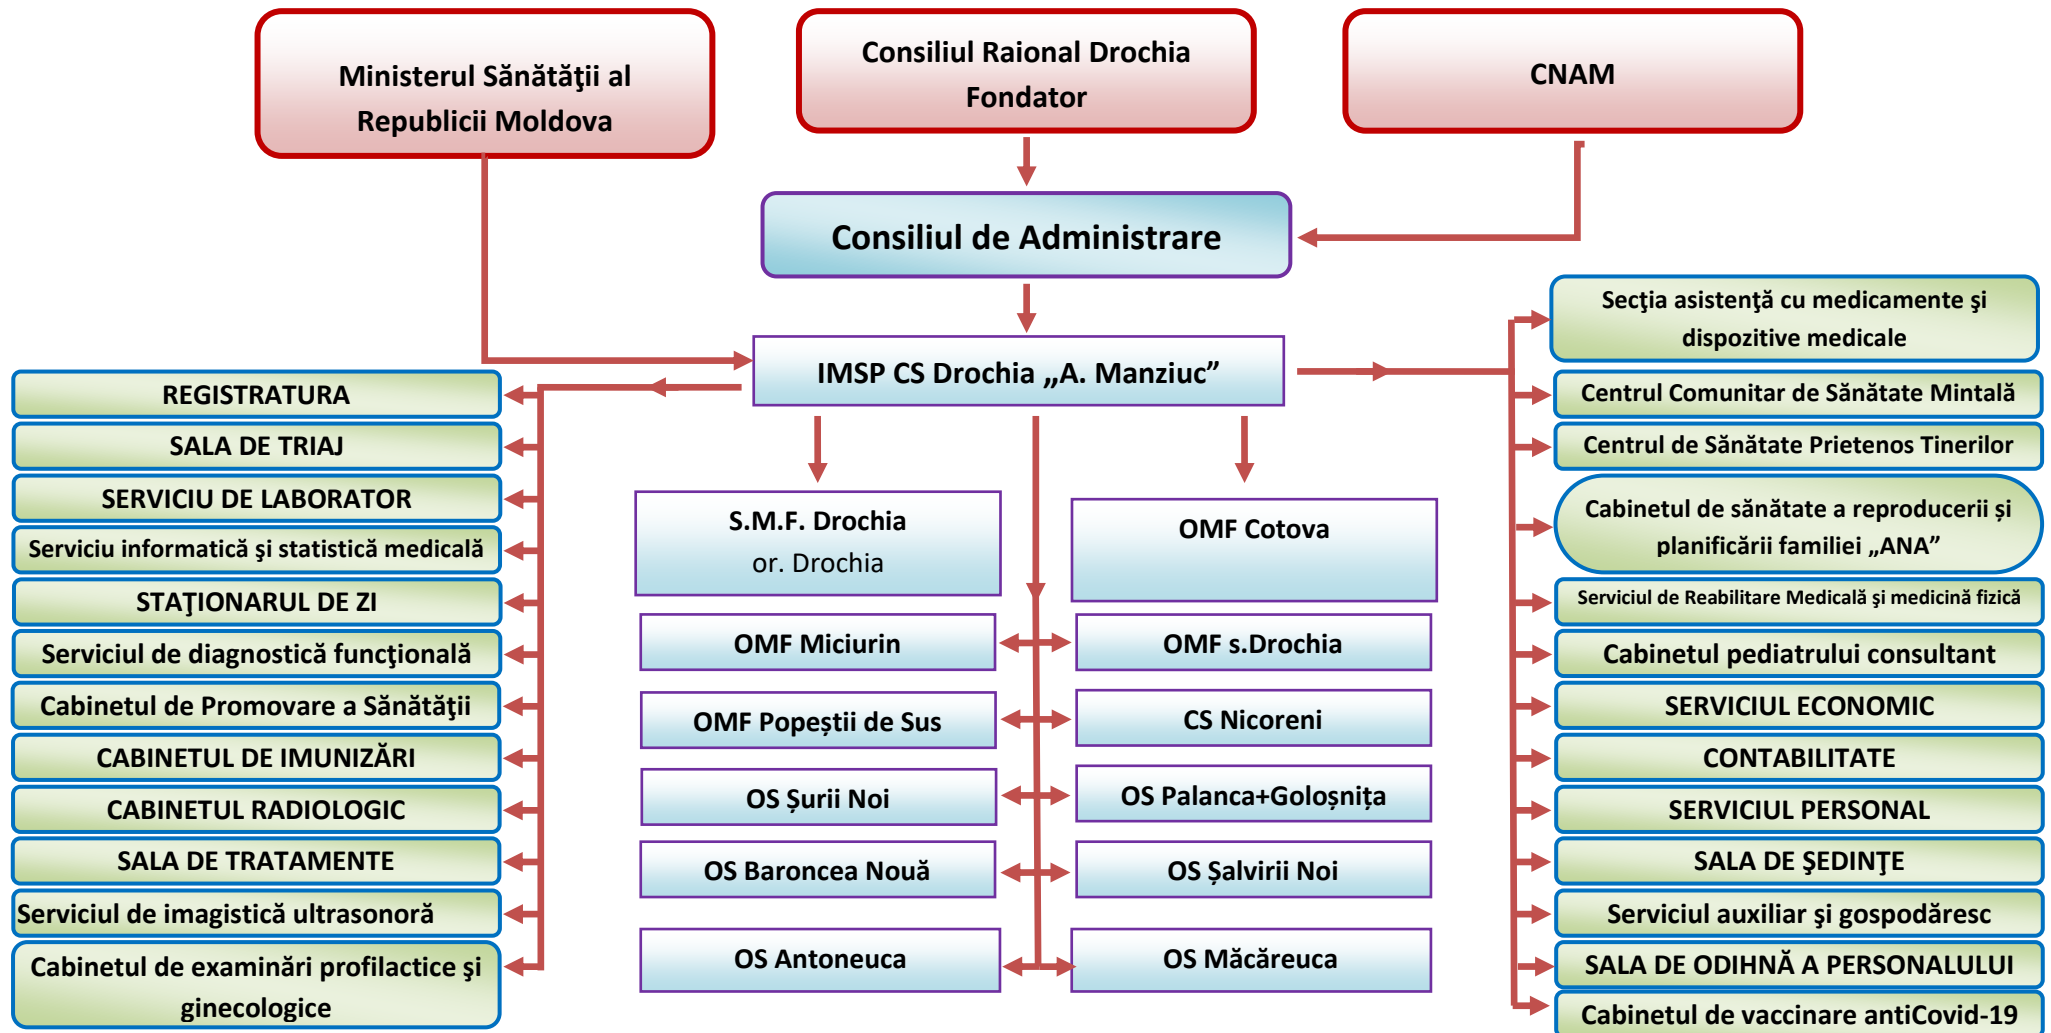 Ministerul Sănătăţii al
Republicii Moldova
Consiliul Raional Drochia
Fondator
CNAM
Consiliul de Administrare
IMSP CS Drochia „A. Manziuc”
REGISTRATURA
SALA DE TRIAJ
SERVICIU DE LABORATOR
Serviciu informatică şi statistică medicală
STAŢIONARUL DE ZI
Serviciul de diagnostică funcţională
Cabinetul de Promovare a Sănătăţii
CABINETUL DE IMUNIZĂRI
CABINETUL RADIOLOGIC
SALA DE TRATAMENTE
Serviciul de imagistică ultrasonoră
Cabinetul de examinări profilactice şi
ginecologice
S.M.F. Drochia
or. Drochia
OMF Miciurin
OMF Popeștii de Sus
OS Șurii Noi
OS Baroncea Nouă
OS Antoneuca
OMF Cotova
OMF s.Drochia
CS Nicoreni
OS Palanca+Goloșnița
OS Șalvirii Noi
OS Măcăreuca
Secţia asistenţă cu medicamente şi
dispozitive medicale
Centrul Comunitar de Sănătate Mintală
Centrul de Sănătate Prietenos Tinerilor
Cabinetul de sănătate a reproducerii și
planificării familiei „ANA”
Serviciul de Reabilitare Medicală şi medicină fizică
Cabinetul pediatrului consultant
SERVICIUL ECONOMIC
CONTABILITATE
SERVICIUL PERSONAL
SALA DE ŞEDINŢE
Serviciul auxiliar şi gospodăresc
SALA DE ODIHNĂ A PERSONALULUI
Cabinetul de vaccinare antiCovid-19